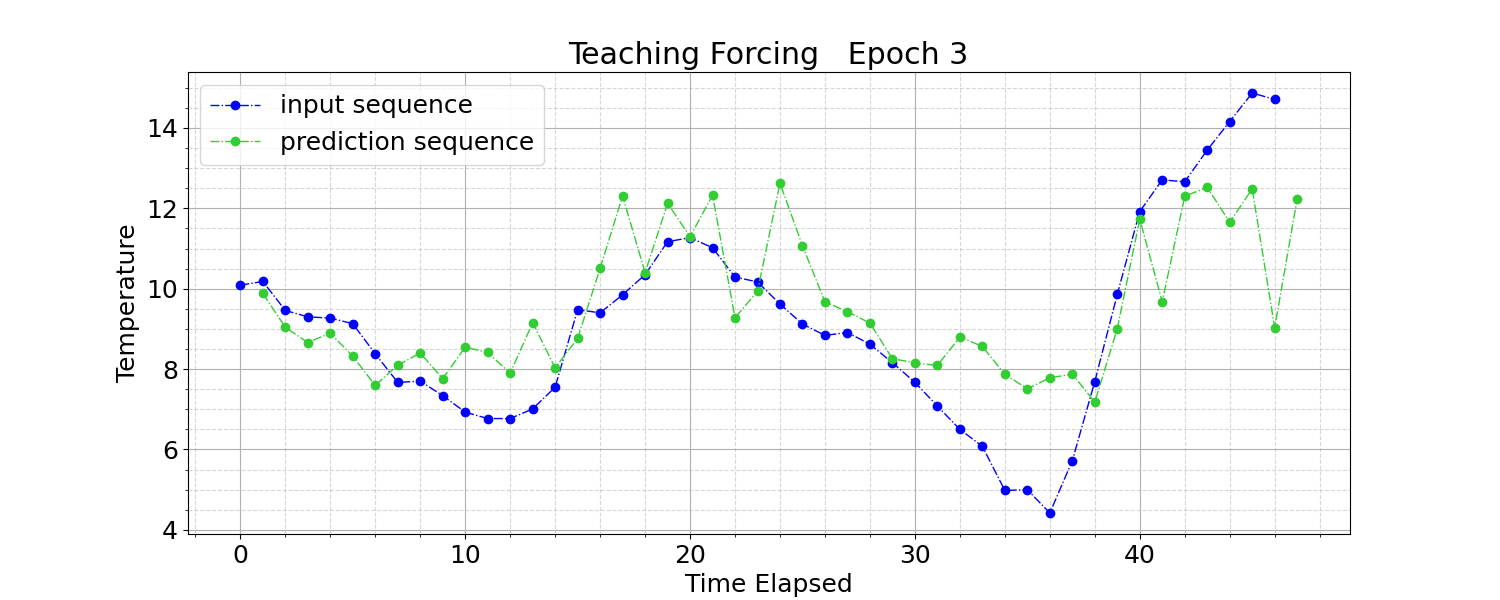 Teaching Forcing   Epoch 3
input sequence
prediction sequence
Temperature
14
12
10
8
6
4
0 10 20 30 40
Time Elapsed